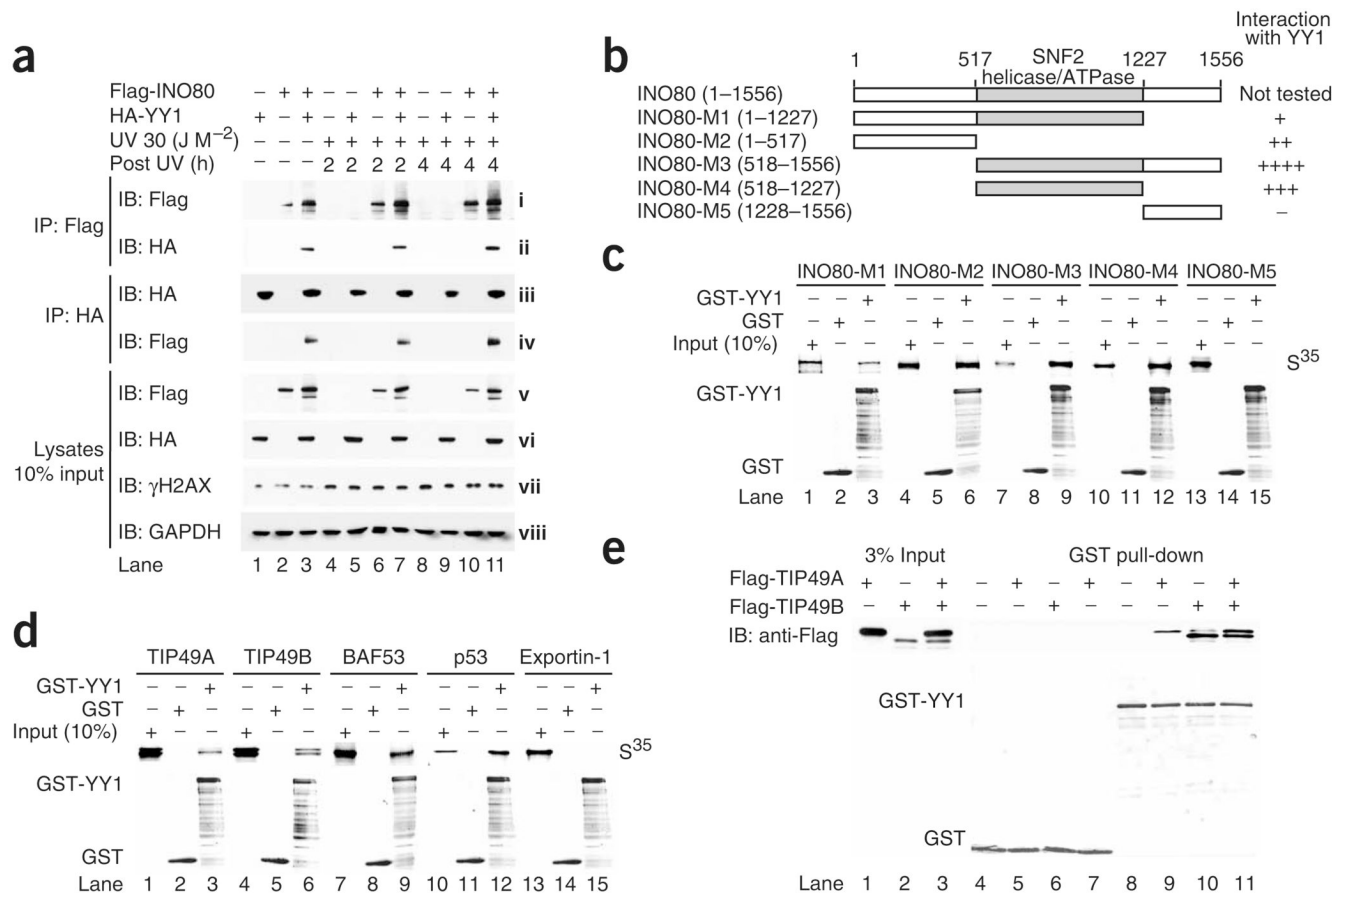 a
Flag-INO80 – + + – – + + – – + +
HA-YY1 + – + – + – + – + – +
UV 30 (J M−2) – – – + + + + + + + +
Post UV (h) – – – 2 2 2 2 4 4 4 4
IP: Flag
IB: Flag i
IB: HA ii
IP: HA
IB: HA iii
IB: Flag iv
Lysates
10% input
IB: Flag v
IB: HA vi
IB: γH2AX vii
IB: GAPDH viii
Lane 1 2 3 4 5 6 7 8 9 10 11
b
Interaction
with YY1
1 517 SNF2 1227 1556
helicase/ATPase
INO80 (1–1556) Not tested
INO80-M1 (1–1227) +
INO80-M2 (1–517) ++
INO80-M3 (518–1556) ++++
INO80-M4 (518–1227) +++
INO80-M5 (1228–1556) –
c
INO80-M1 INO80-M2 INO80-M3 INO80-M4 INO80-M5
GST-YY1 – – + – – + – – + – – + – – +
GST – + – – + – – + – – + – – + –
Input (10%) + – – + – – + – – + – – + – –
S35
GST-YY1
GST
Lane 1 2 3 4 5 6 7 8 9 10 11 12 13 14 15
d
TIP49A TIP49B BAF53 p53 Exportin-1
GST-YY1 – – + – – + – – + – – + – – +
GST – + – – + – – + – – + – – + –
Input (10%) + – – + – – + – – + – – + – –
S35
GST-YY1
GST
Lane 1 2 3 4 5 6 7 8 9 10 11 12 13 14 15
e
3% Input GST pull-down
Flag-TIP49A + – + – + – + – + – +
Flag-TIP49B – + + – – + + – – + +
IB: anti-Flag
GST-YY1
GST
Lane 1 2 3 4 5 6 7 8 9 10 11